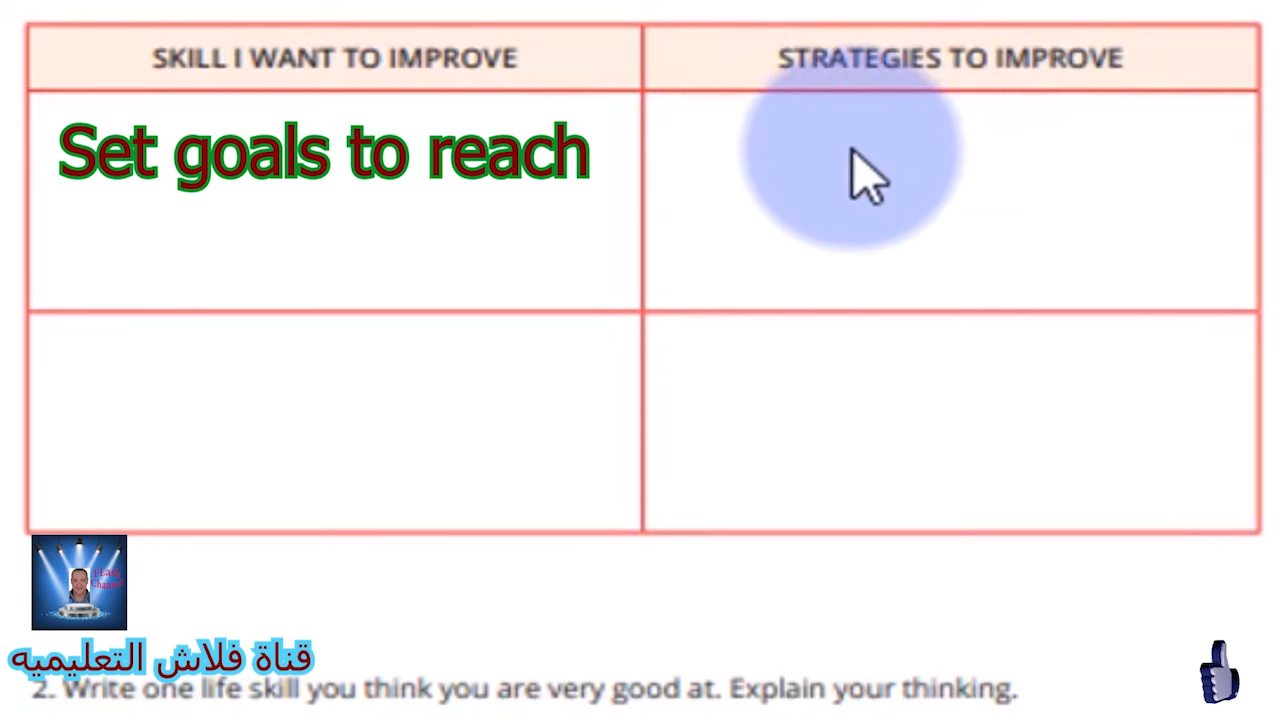 SKILL I WANT TO IMPROVE
STRATEGIES TO IMPROVE
Set goals to reach
قناة فلاش التعليميه
2. Write one life skill you think you are very good at. Explain your thinking.